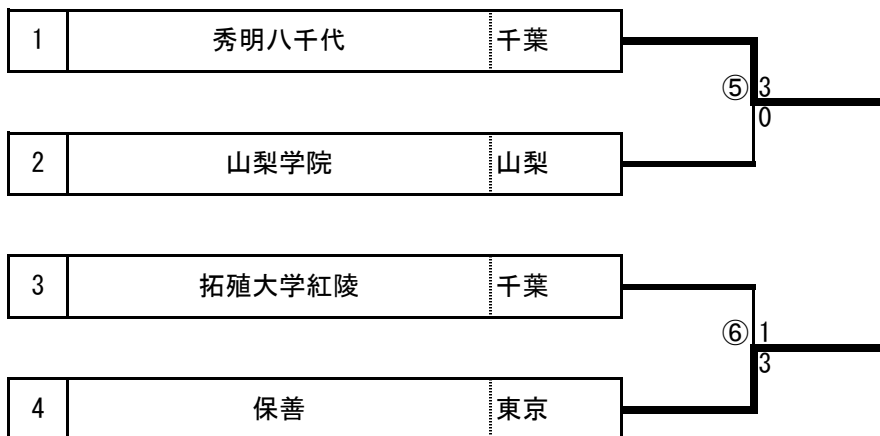 1 秀明八千代 千葉
⑤ 3
0
2 山梨学院 山梨
3 拓殖大学紅陵 千葉
⑥ 1
3
4 保善 東京